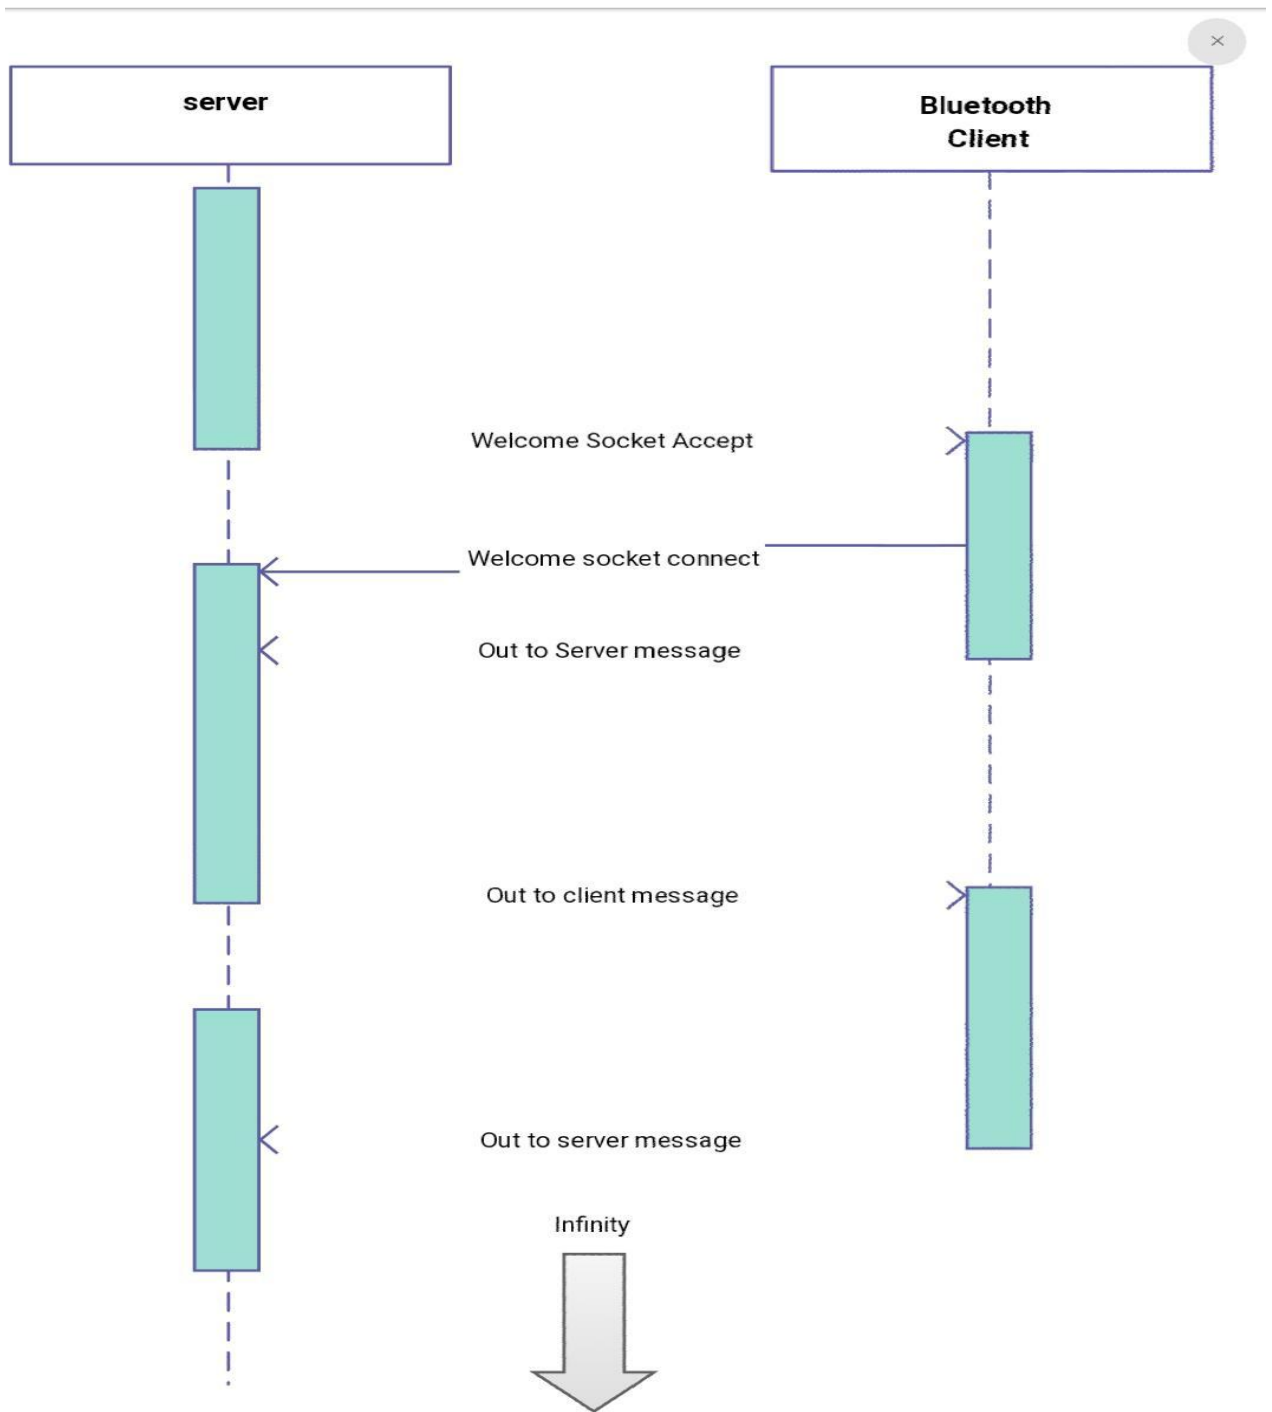 server
Bluetooth
Client
Welcome Socket Accept
Welcome socket connect
Out to Server message
Out to client message
Out to server message
Infinity